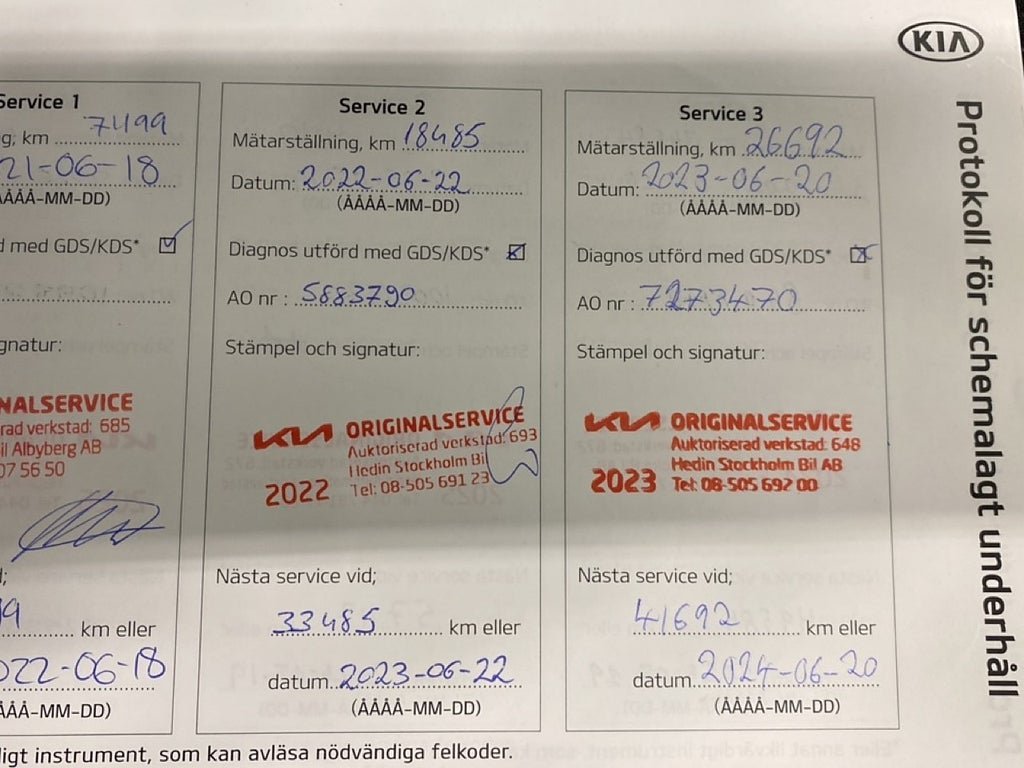 KIA
Protokoll för schemalagt underhåll
Service 1
g, km 7499
21-06-18
ÅÅÅ-MM-DD)
d med GDS/KDS*
gnatur:
NALSERVICE
rad verkstad: 685
il Albyberg AB
07 56 50
d;
km eller
022-06-18
ÅÅ-MM-DD)
Service 2
Mätarställning, km 18485
Datum: 2022-06-22
(ÅÅÅÅ-MM-DD)
Diagnos utförd med GDS/KDS*
AO nr : 5883790
Stämpel och signatur:
KIA ORIGINALSERVICE
Auktoriserad verkstad: 693
Hedin Stockholm Bil
2022 Tel: 08-505 691 23
Nästa service vid;
33485 km eller
datum 2023-06-22
(ÅÅÅÅ-MM-DD)
Service 3
Mätarställning, km 26692
Datum: 2023-06-20
(ÅÅÅÅ-MM-DD)
Diagnos utförd med GDS/KDS*
AO nr : 7273470
Stämpel och signatur:
KIA ORIGINALSERVICE
Auktoriserad verkstad: 648
Hedin Stockholm Bil AB
2023 Tel: 08-505 692 00
Nästa service vid;
41692 km eller
datum 2024-06-20
(ÅÅÅÅ-MM-DD)
digt instrument, som kan avläsa nödvändiga felkoder.